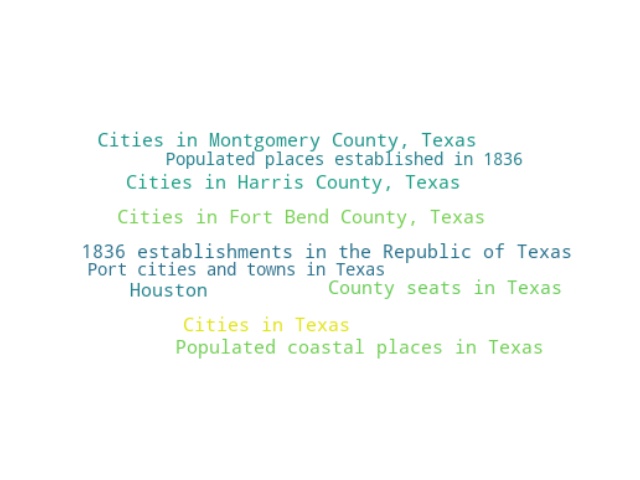 Cities in Montgomery County, Texas
Populated places established in 1836
Cities in Harris County, Texas
Cities in Fort Bend County, Texas
1836 establishments in the Republic of Texas
Port cities and towns in Texas
Houston
County seats in Texas
Cities in Texas
Populated coastal places in Texas